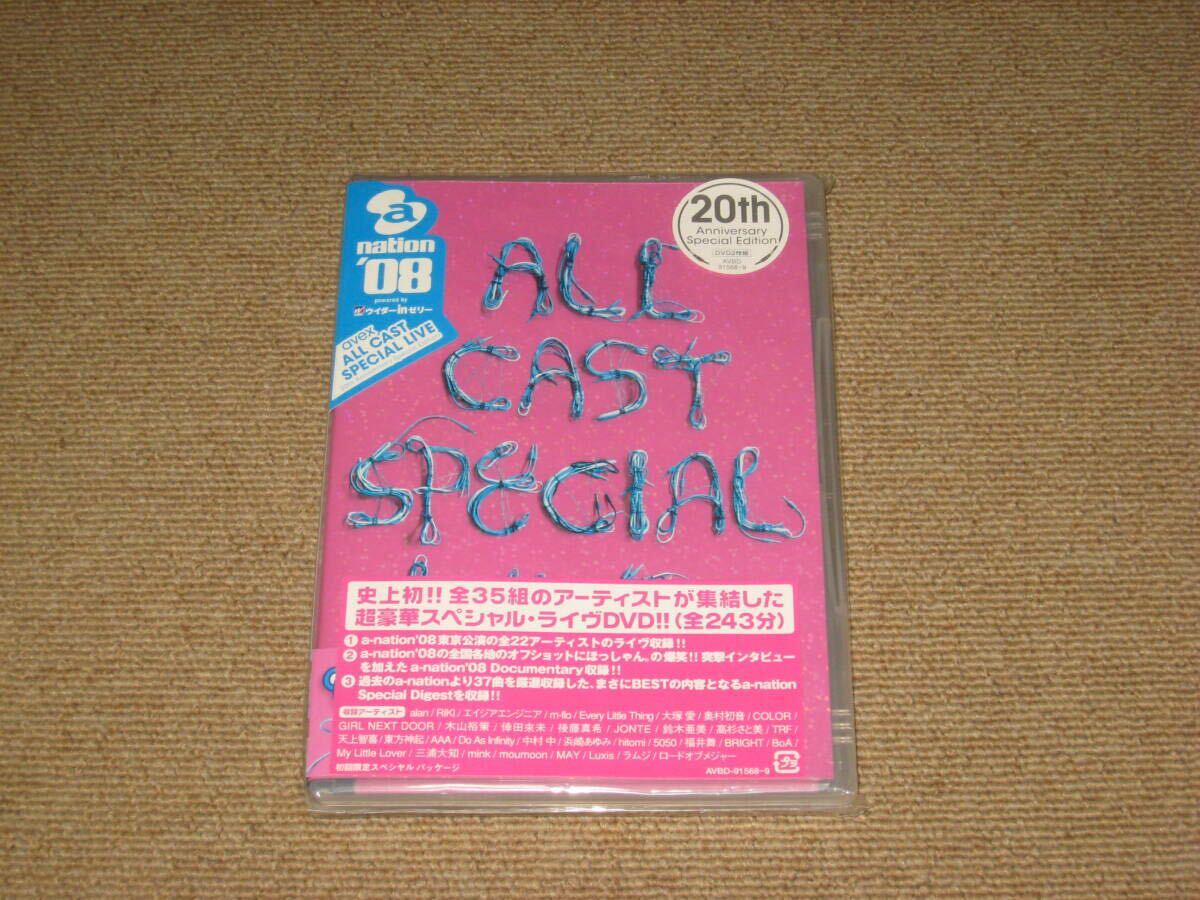 a
nation
'08
powered by
ウイダーinゼリー
avex
ALL CAST
SPECIAL LIVE
20th
Anniversary
Special Edition
DVD2枚組
AVBD
91568~9
ALL
CAST
SPECIAL
史上初!! 全35組のアーティストが集結した
超豪華スペシャル・ライヴDVD!!(全243分)
① a-nation'08東京公演の全22アーティストのライヴ収録!!
② a-nation'08の全国各地のオフショットにほっしゃん。の爆笑!! 突撃インタビュー
を加えたa-nation'08 Documentary収録!!
③ 過去のa-nationより37曲を厳選収録した、まさにBESTの内容となるa-nation
Special Digestを収録!!
収録アーティスト alan / RIKI / エイジアエンジニア / m-flo / Every Little Thing / 大塚 愛 / 奥村初音 / COLOR /
GIRL NEXT DOOR / 木山裕策 / 倖田來未 / 後藤真希 / JONTE / 鈴木亜美 / 高杉さと美 / TRF /
天上智喜 / 東方神起 / AAA / Do As Infinity / 中村 中 / 浜崎あゆみ / hitomi / 5050 / 福井舞 / BRIGHT / BoA /
My Little Lover / 三浦大知 / mink / moumoon / MAY / Luxis / ラムジ / ロードオブメジャー
初回限定スペシャル パッケージ
AVBD-91568~9